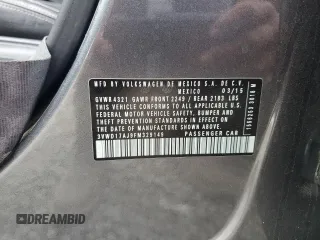 MFD. BY VOLKSWAGEN DE MEXICO S.A. DE C.V.
MEXICO 03/15
GVWR 4321 GAWR FRONT 2249 / REAR 2183 LBS
THIS VEHICLE CONFORMS TO ALL APPLICABLE FEDERAL
MOTOR VEHICLE SAFETY, BUMPER AND THEFT
PREVENTION STANDARDS IN EFFECT ON THE DATE OF
MANUFACTURE SHOWN ABOVE.
3VWD17AJ9FM329149 PASSENGER CAR
DREAMBID